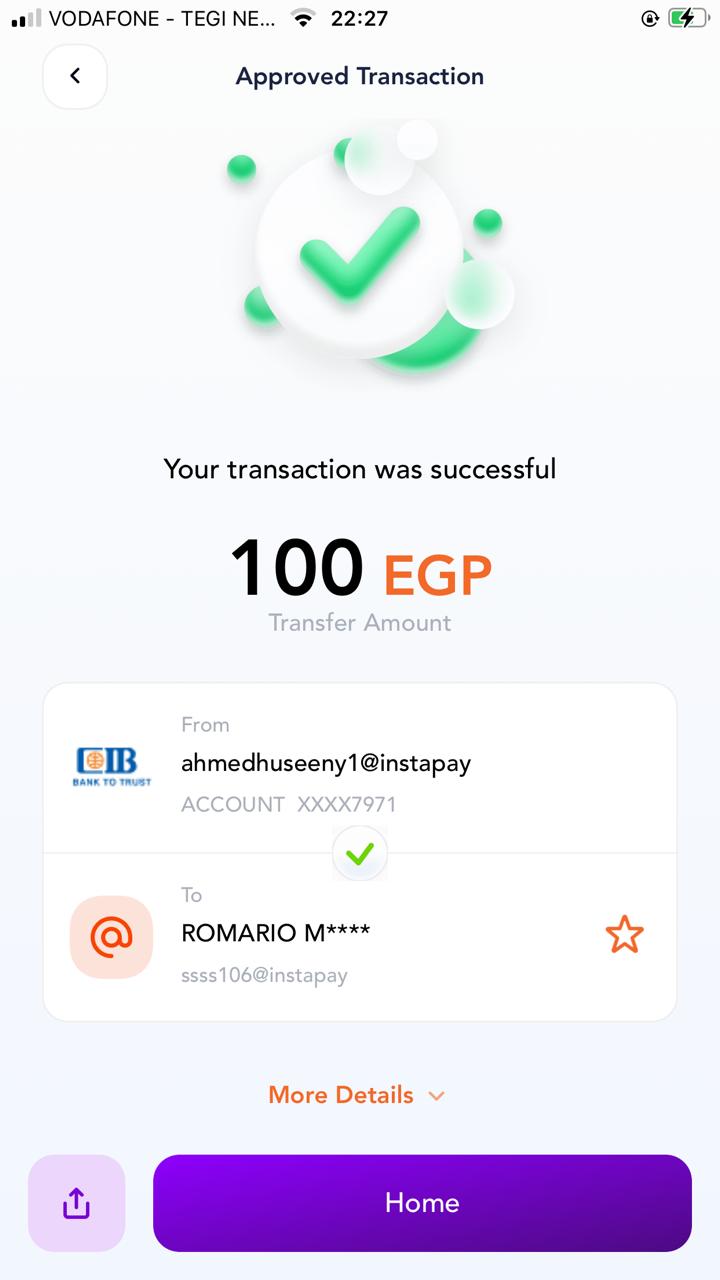 VODAFONE - TEGI NE... 22:27
Approved Transaction
Your transaction was successful
100 EGP
Transfer Amount
From
CIB
BANK TO TRUST
ahmedhuseeny1@instapay
ACCOUNT XXXX7971
To
@
ROMARIO M****
ssss106@instapay
More Details
Home